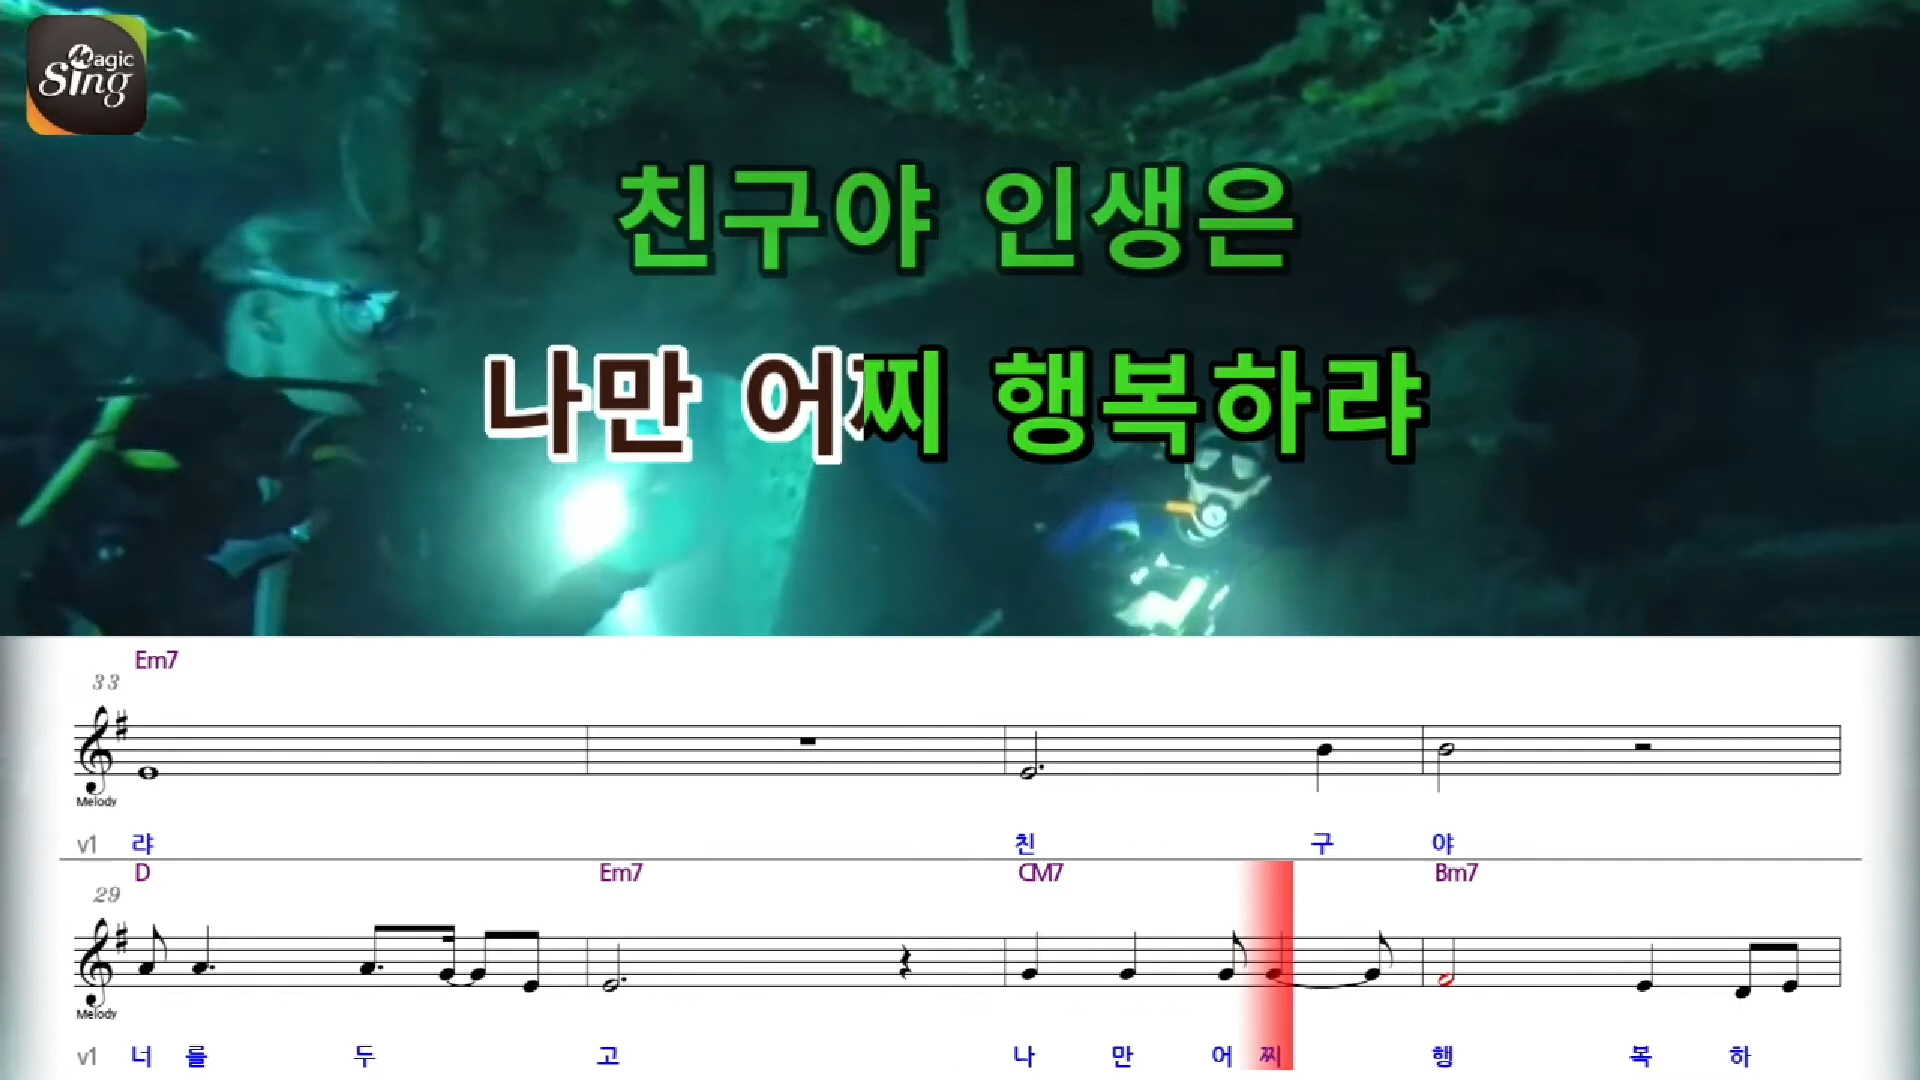 Magic
Sing
친구야 인생은
나만 어찌 행복하랴
Em7
33
Melody
v1 랴 친 구 야
D Em7 CM7 Bm7
29
Melody
v1 너 를 두 고 나 만 어 찌 행 복 하